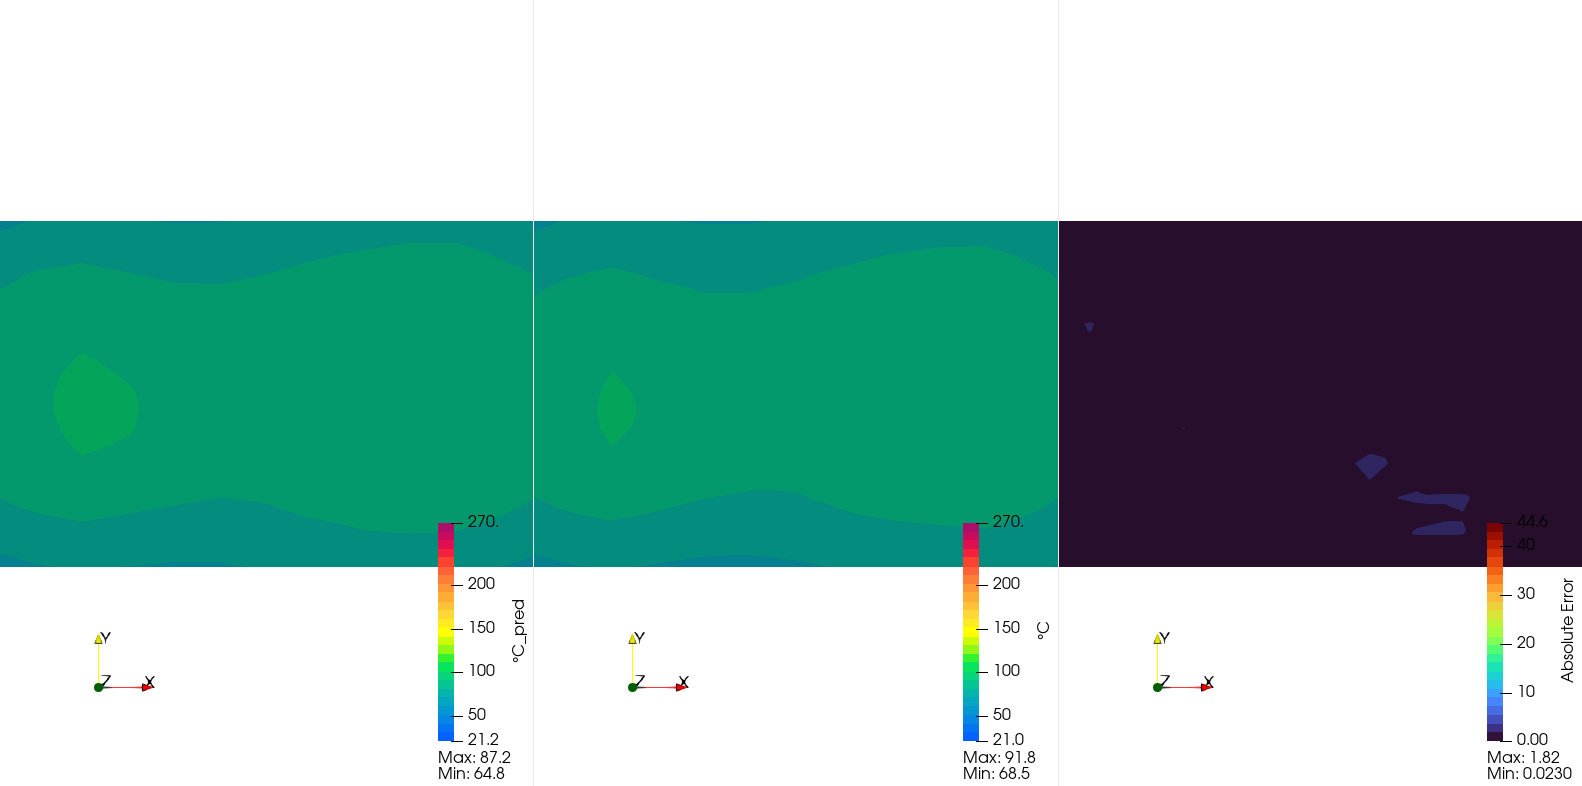 270.
200
150
100
50
21.2
°C_pred
Max: 87.2
Min: 64.8
Y
Z
X
270.
200
150
100
50
21.0
°C
Max: 91.8
Min: 68.5
Y
Z
X
44.6
40
30
20
10
0.00
Absolute Error
Max: 1.82
Min: 0.0230
Y
Z
X